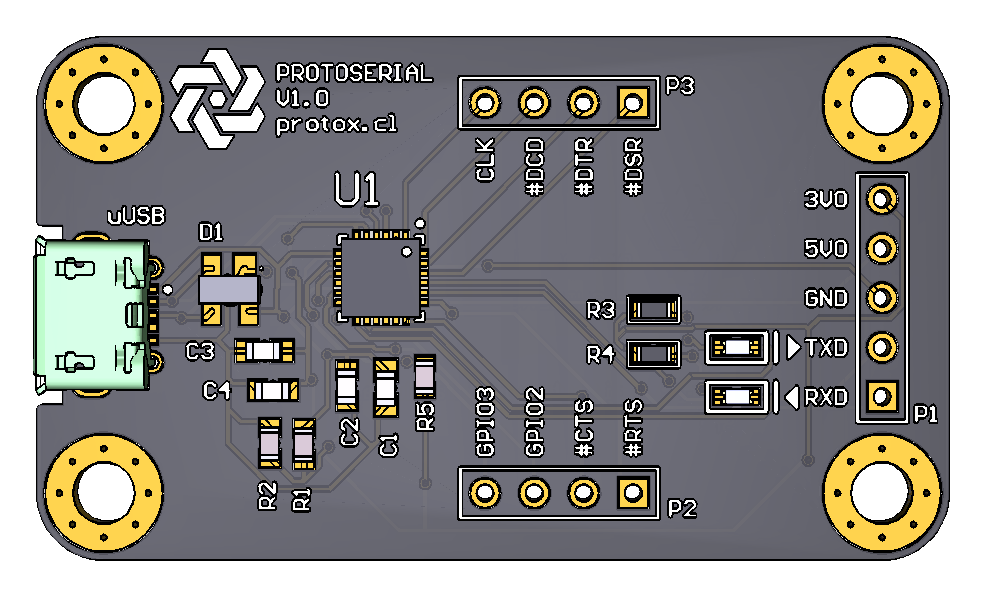 PROTOSERIAL
V1.0
protox.cl
P3
CLK
#DCD
#DTR
#DSR
U1
uUSB
D1
3V0
5V0
GND
TXD
RXD
P1
R3
R4
C3
C4
C2
C1
R5
R2
R1
GPIO3
GPIO2
#CTS
#RTS
P2